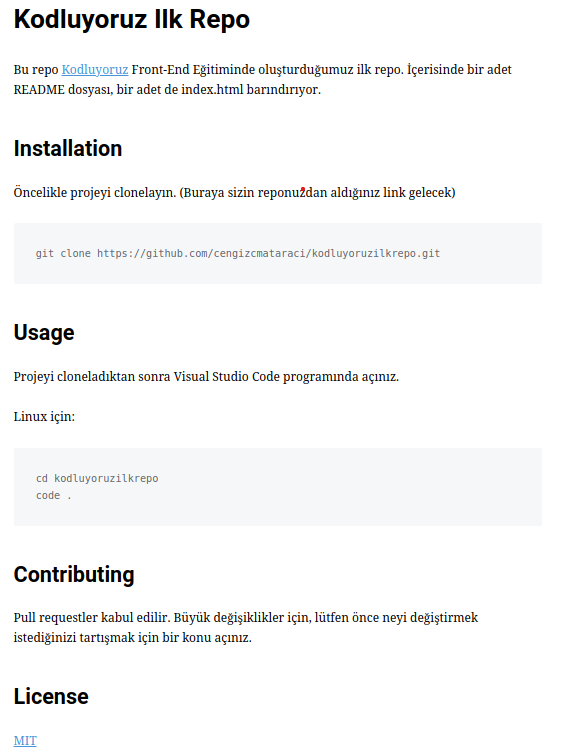 Kodluyoruz Ilk Repo
Bu repo Kodluyoruz Front-End Eğitiminde oluşturduğumuz ilk repo. İçerisinde bir adet
README dosyası, bir adet de index.html barındırıyor.
Installation
Öncelikle projeyi clonelayın. (Buraya sizin reponuzdan aldığınız link gelecek)
git clone https://github.com/cengizcmataraci/kodluyoruzilkrepo.git
Usage
Projeyi cloneladıktan sonra Visual Studio Code programında açınız.
Linux için:
cd kodluyoruzilkrepo
code .
Contributing
Pull requestler kabul edilir. Büyük değişiklikler için, lütfen önce neyi değiştirmek
istediğinizi tartışmak için bir konu açınız.
License
MIT